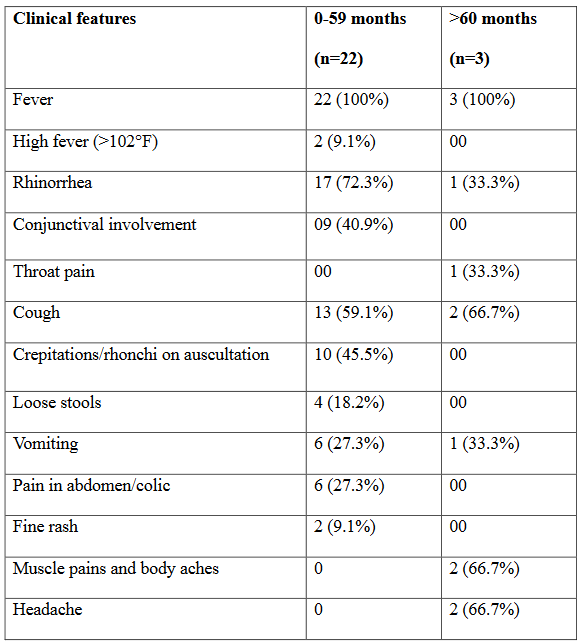 Clinical features 0-59 months >60 months
(n=22) (n=3)
Fever 22 (100%) 3 (100%)
High fever (>102°F) 2 (9.1%) 00
Rhinorrhea 17 (72.3%) 1 (33.3%)
Conjunctival involvement 09 (40.9%) 00
Throat pain 00 1 (33.3%)
Cough 13 (59.1%) 2 (66.7%)
Crepitations/rhonchi on auscultation 10 (45.5%) 00
Loose stools 4 (18.2%) 00
Vomiting 6 (27.3%) 1 (33.3%)
Pain in abdomen/colic 6 (27.3%) 00
Fine rash 2 (9.1%) 00
Muscle pains and body aches 0 2 (66.7%)
Headache 0 2 (66.7%)